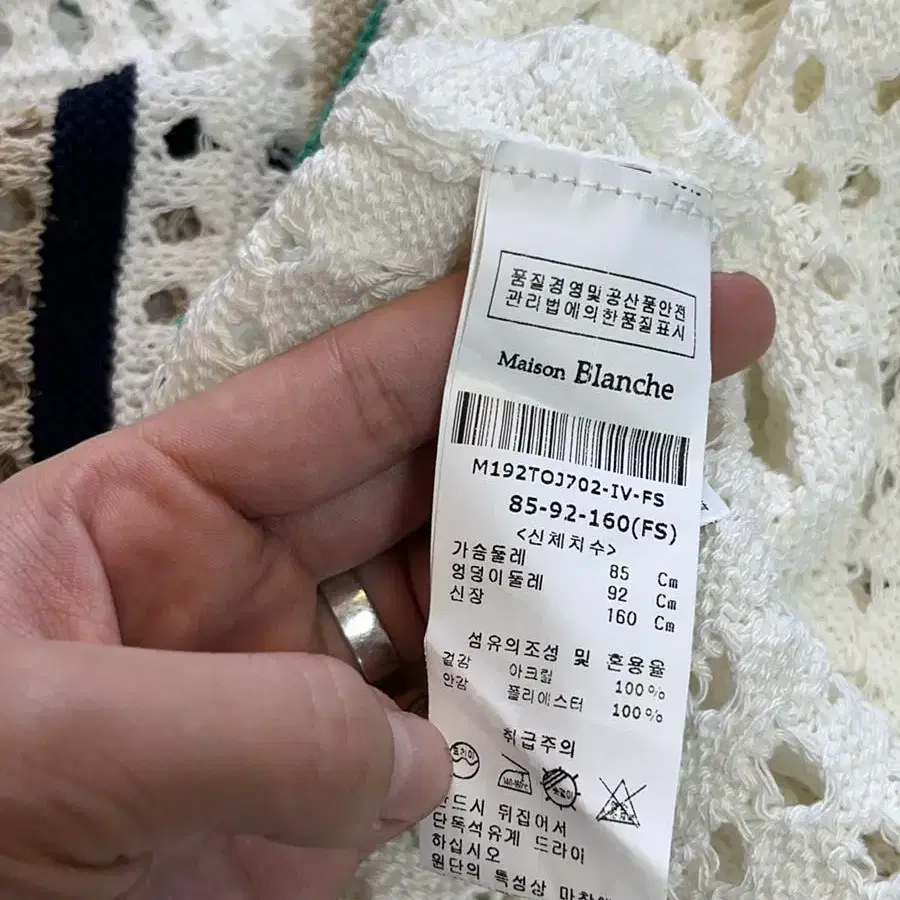 품질경영및공산품안전
관리법에의한품질표시
Maison Blanche
M192TOJ702-IV-FS
85-92-160(FS)
<신체치수>
가슴둘레 85 Cm
엉덩이둘레 92 Cm
신장 160 Cm
섬유의조성 및 혼용율
겉감 아크릴 100%
안감 폴리에스터 100%
취급주의
드시 뒤집어서
단독석유계 드라이
하십시오
원단의 특성상